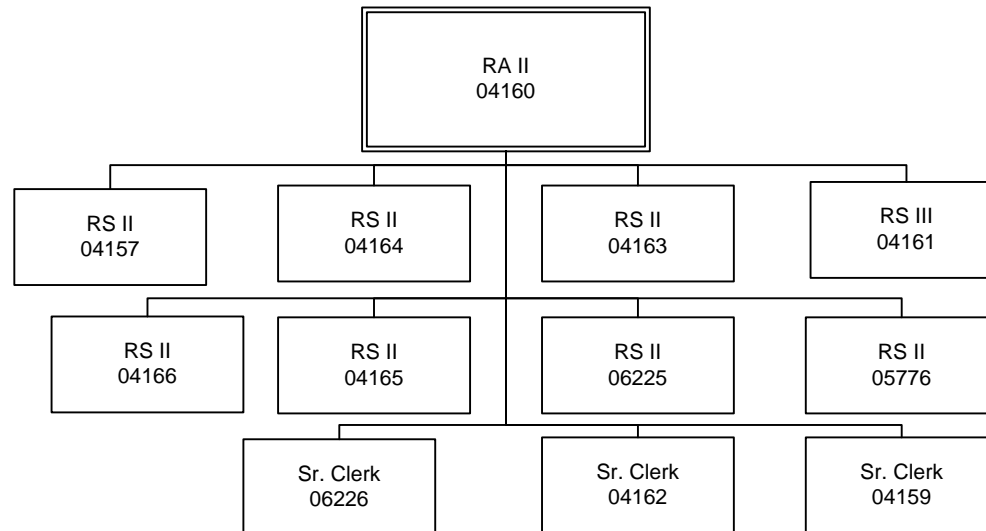 RA II
04160
RS II
04157
RS II
04164
RS II
04163
RS III
04161
RS II
04166
RS II
04165
RS II
06225
RS II
05776
Sr. Clerk
06226
Sr. Clerk
04162
Sr. Clerk
04159